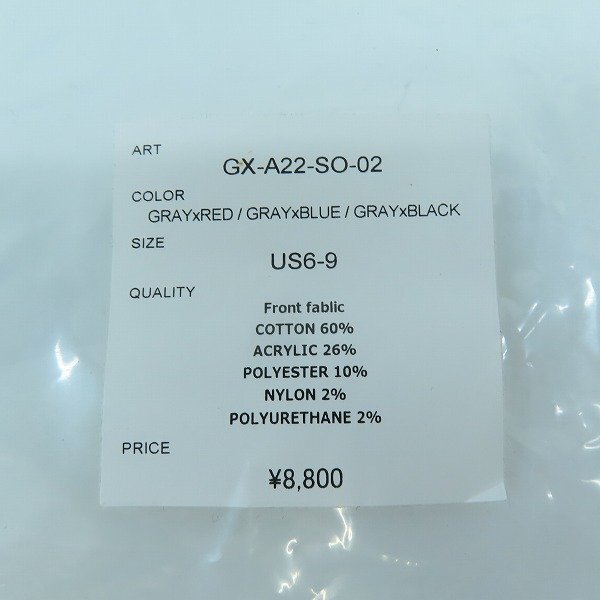 ART
GX-A22-SO-02
COLOR
GRAYxRED / GRAYxBLUE / GRAYxBLACK
SIZE
US6-9
QUALITY
Front fablic
COTTON 60%
ACRYLIC 26%
POLYESTER 10%
NYLON 2%
POLYURETHANE 2%
PRICE
¥8,800